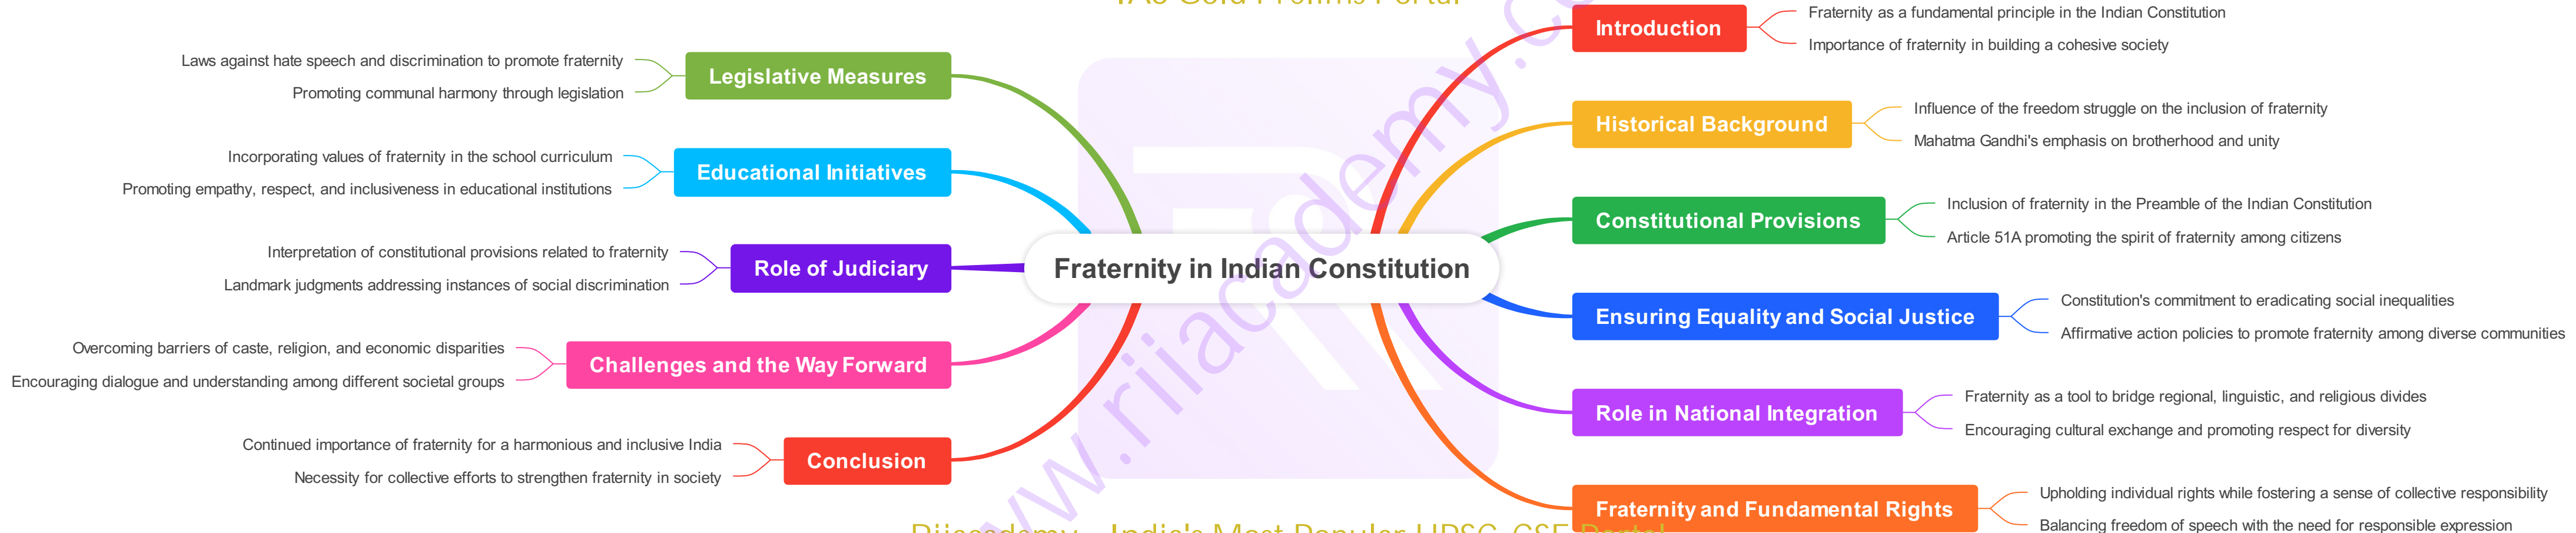 IAS Gold Prelims Portal
Fraternity in Indian Constitution
Introduction
Fraternity as a fundamental principle in the Indian Constitution
Importance of fraternity in building a cohesive society
Historical Background
Influence of the freedom struggle on the inclusion of fraternity
Mahatma Gandhi's emphasis on brotherhood and unity
Constitutional Provisions
Inclusion of fraternity in the Preamble of the Indian Constitution
Article 51A promoting the spirit of fraternity among citizens
Ensuring Equality and Social Justice
Constitution's commitment to eradicating social inequalities
Affirmative action policies to promote fraternity among diverse communities
Role in National Integration
Fraternity as a tool to bridge regional, linguistic, and religious divides
Encouraging cultural exchange and promoting respect for diversity
Fraternity and Fundamental Rights
Upholding individual rights while fostering a sense of collective responsibility
Balancing freedom of speech with the need for responsible expression
Legislative Measures
Laws against hate speech and discrimination to promote fraternity
Promoting communal harmony through legislation
Educational Initiatives
Incorporating values of fraternity in the school curriculum
Promoting empathy, respect, and inclusiveness in educational institutions
Role of Judiciary
Interpretation of constitutional provisions related to fraternity
Landmark judgments addressing instances of social discrimination
Challenges and the Way Forward
Overcoming barriers of caste, religion, and economic disparities
Encouraging dialogue and understanding among different societal groups
Conclusion
Continued importance of fraternity for a harmonious and inclusive India
Necessity for collective efforts to strengthen fraternity in society
India's Most Popular UPSC CSE Portal